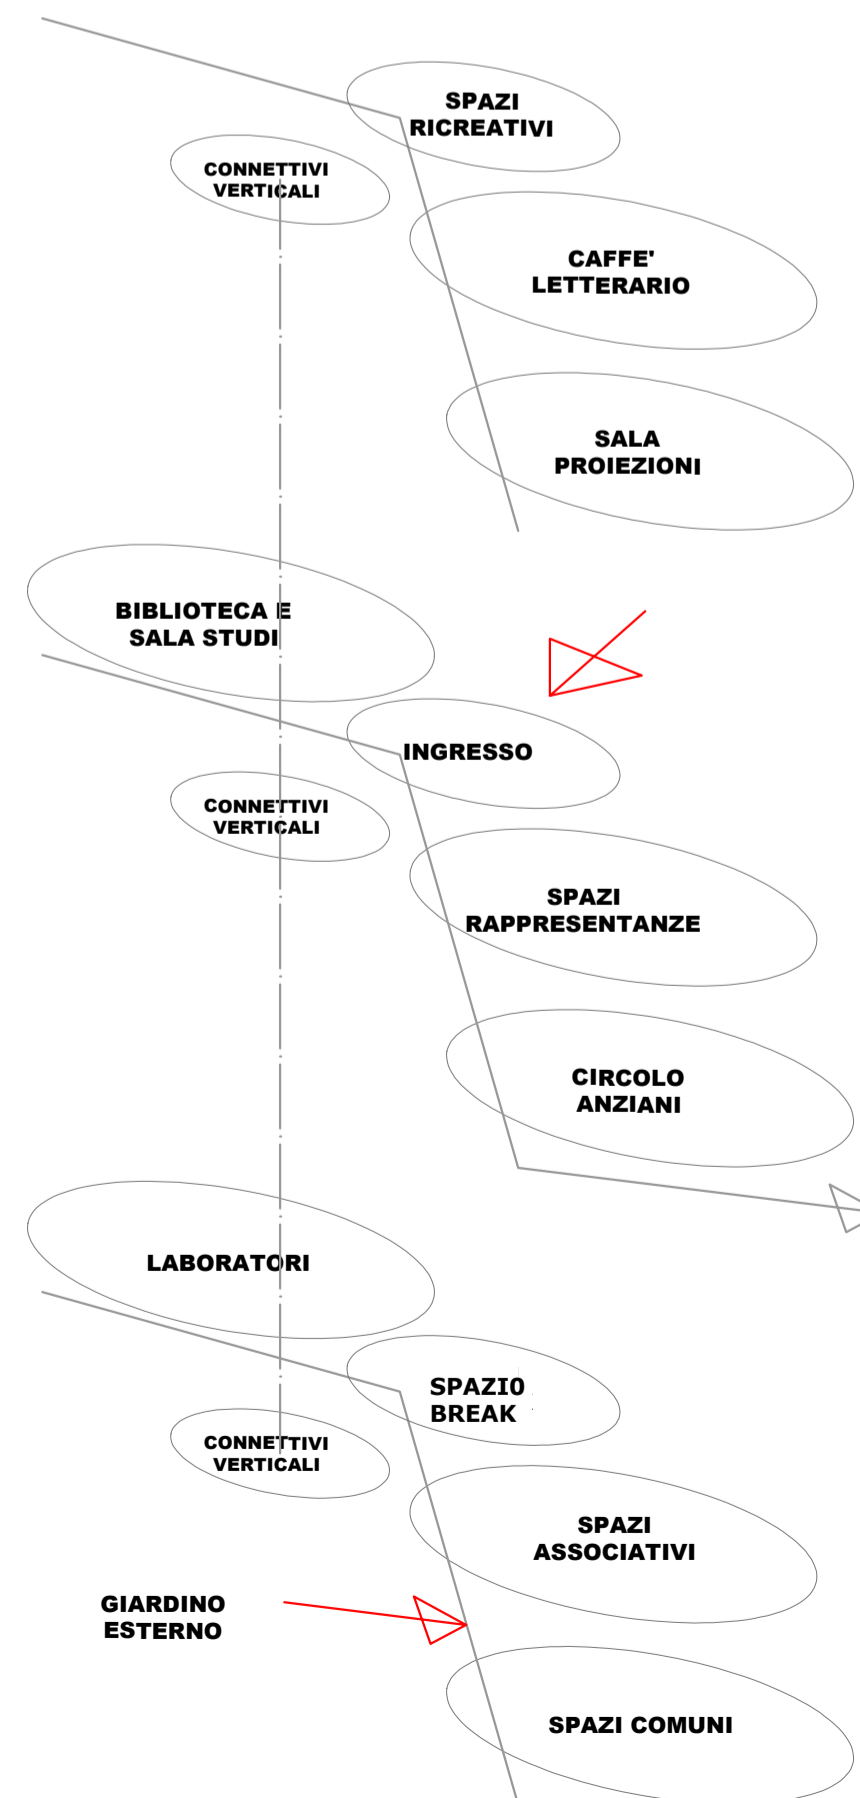 SPAZI
RICREATIVI
CONNETTIVI
VERTICALI
CAFFE'
LETTERARIO
SALA
PROIEZIONI
BIBLIOTECA E
SALA STUDI
INGRESSO
CONNETTIVI
VERTICALI
SPAZI
RAPPRESENTANZE
CIRCOLO
ANZIANI
LABORATORI
SPAZI0
BREAK
CONNETTIVI
VERTICALI
SPAZI
ASSOCIATIVI
GIARDINO
ESTERNO
SPAZI COMUNI